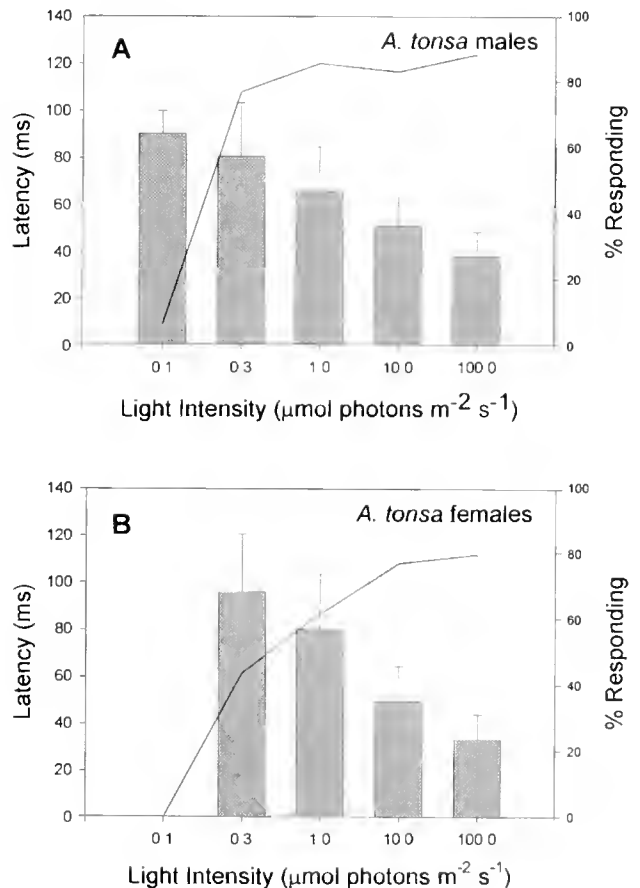 A
A. tonsa males
140
120
100
80
60
40
20
0
Latency (ms)
100
80
60
40
20
0
% Responding
0.1 0.3 1.0 10.0 100.0
Light Intensity (μmol photons m⁻² s⁻¹)
B
A. tonsa females
140
120
100
80
60
40
20
0
Latency (ms)
100
80
60
40
20
0
% Responding
0.1 0.3 1.0 10.0 100.0
Light Intensity (μmol photons m⁻² s⁻¹)